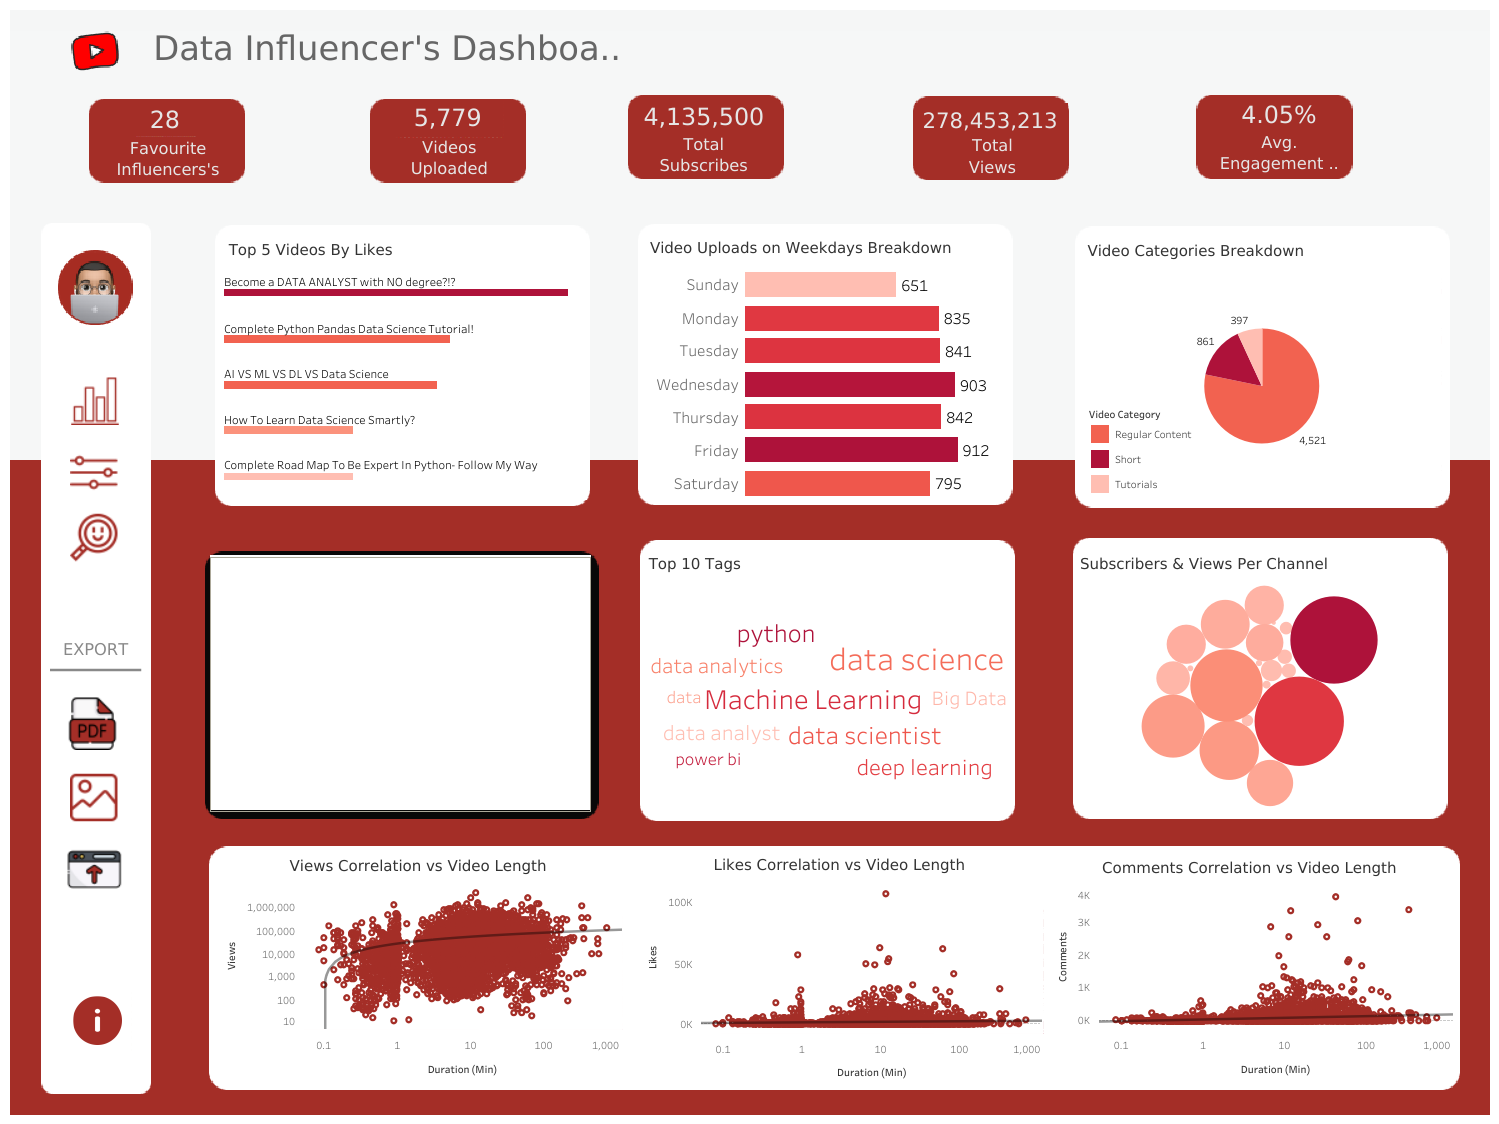 Data Influencer's Dashboa..
28
Favourite
Influencers's
5,779
Videos
Uploaded
4,135,500
Total
Subscribes
278,453,213
Total
Views
4.05%
Avg.
Engagement ..
Top 5 Videos By Likes
Become a DATA ANALYST with NO degree?!?
Complete Python Pandas Data Science Tutorial!
AI VS ML VS DL VS Data Science
How To Learn Data Science Smartly?
Complete Road Map To Be Expert In Python- Follow My Way
Video Uploads on Weekdays Breakdown
Sunday 651
Monday 835
Tuesday 841
Wednesday 903
Thursday 842
Friday 912
Saturday 795
Video Categories Breakdown
397
861
4,521
Video Category
Regular Content
Short
Tutorials
EXPORT
PDF
Top 10 Tags
python
data science
data analytics
data Machine Learning Big Data
data analyst data scientist
power bi
deep learning
Subscribers & Views Per Channel
Views Correlation vs Video Length
Views
1,000,000
100,000
10,000
1,000
100
10
0.1 1 10 100 1,000
Duration (Min)
Likes Correlation vs Video Length
Likes
100K
50K
0K
0.1 1 10 100 1,000
Duration (Min)
Comments Correlation vs Video Length
Comments
4K
3K
2K
1K
0K
0.1 1 10 100 1,000
Duration (Min)